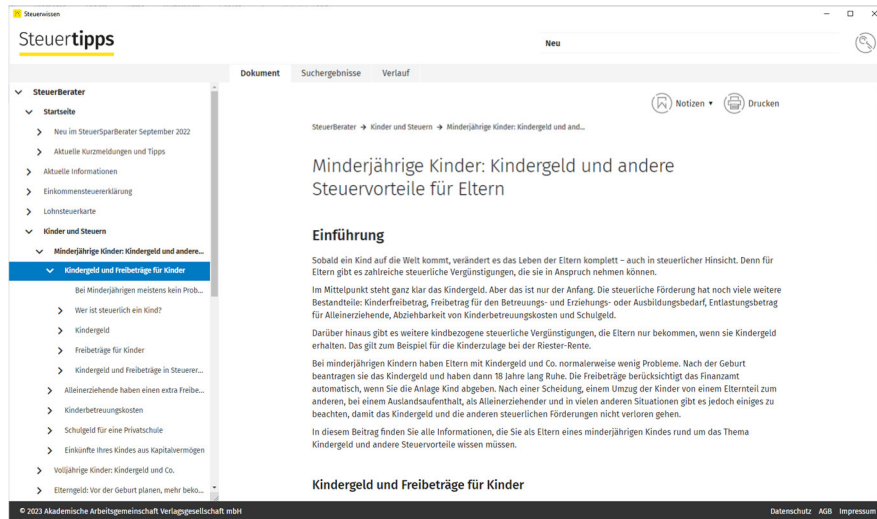 Steuerwissen
Steuertipps
Neu
Dokument Suchergebnisse Verlauf
SteuerBerater
Startseite
Neu im SteuerSparBerater September 2022
Aktuelle Kurzmeldungen und Tipps
Aktuelle Informationen
Einkommensteuererklärung
Lohnsteuerkarte
Kinder und Steuern
Minderjährige Kinder: Kindergeld und andere...
Kindergeld und Freibeträge für Kinder
Bei Minderjährigen meistens kein Prob...
Wer ist steuerlich ein Kind?
Kindergeld
Freibeträge für Kinder
Kindergeld und Freibeträge in Steuerer...
Alleinerziehende haben einen extra Freibe...
Kinderbetreuungskosten
Schulgeld für eine Privatschule
Einkünfte Ihres Kindes aus Kapitalvermögen
Volljährige Kinder: Kindergeld und Co.
Elterngeld: Vor der Geburt planen, mehr beko...
Notizen Drucken
SteuerBerater → Kinder und Steuern → Minderjährige Kinder: Kindergeld und and...
Minderjährige Kinder: Kindergeld und andere
Steuervorteile für Eltern
Einführung
Sobald ein Kind auf die Welt kommt, verändert es das Leben der Eltern komplett – auch in steuerlicher Hinsicht. Denn für
Eltern gibt es zahlreiche steuerliche Vergünstigungen, die sie in Anspruch nehmen können.
Im Mittelpunkt steht ganz klar das Kindergeld. Aber das ist nur der Anfang. Die steuerliche Förderung hat noch viele weitere
Bestandteile: Kinderfreibetrag, Freibetrag für den Betreuungs- und Erziehungs- oder Ausbildungsbedarf, Entlastungsbetrag
für Alleinerziehende, Abziehbarkeit von Kinderbetreuungskosten und Schulgeld.
Darüber hinaus gibt es weitere kindbezogene steuerliche Vergünstigungen, die Eltern nur bekommen, wenn sie Kindergeld
erhalten. Das gilt zum Beispiel für die Kinderzulage bei der Riester-Rente.
Bei minderjährigen Kindern haben Eltern mit Kindergeld und Co. normalerweise wenig Probleme. Nach der Geburt
beantragen sie das Kindergeld und haben dann 18 Jahre lang Ruhe. Die Freibeträge berücksichtigt das Finanzamt
automatisch, wenn Sie die Anlage Kind abgeben. Nach einer Scheidung, einem Umzug der Kinder von einem Elternteil zum
anderen, bei einem Auslandsaufenthalt, als Alleinerziehender und in vielen anderen Situationen gibt es jedoch einiges zu
beachten, damit das Kindergeld und die anderen steuerlichen Förderungen nicht verloren gehen.
In diesem Beitrag finden Sie alle Informationen, die Sie als Eltern eines minderjährigen Kindes rund um das Thema
Kindergeld und andere Steuervorteile wissen müssen.
Kindergeld und Freibeträge für Kinder
© 2023 Akademische Arbeitsgemeinschaft Verlagsgesellschaft mbH Datenschutz AGB Impressum